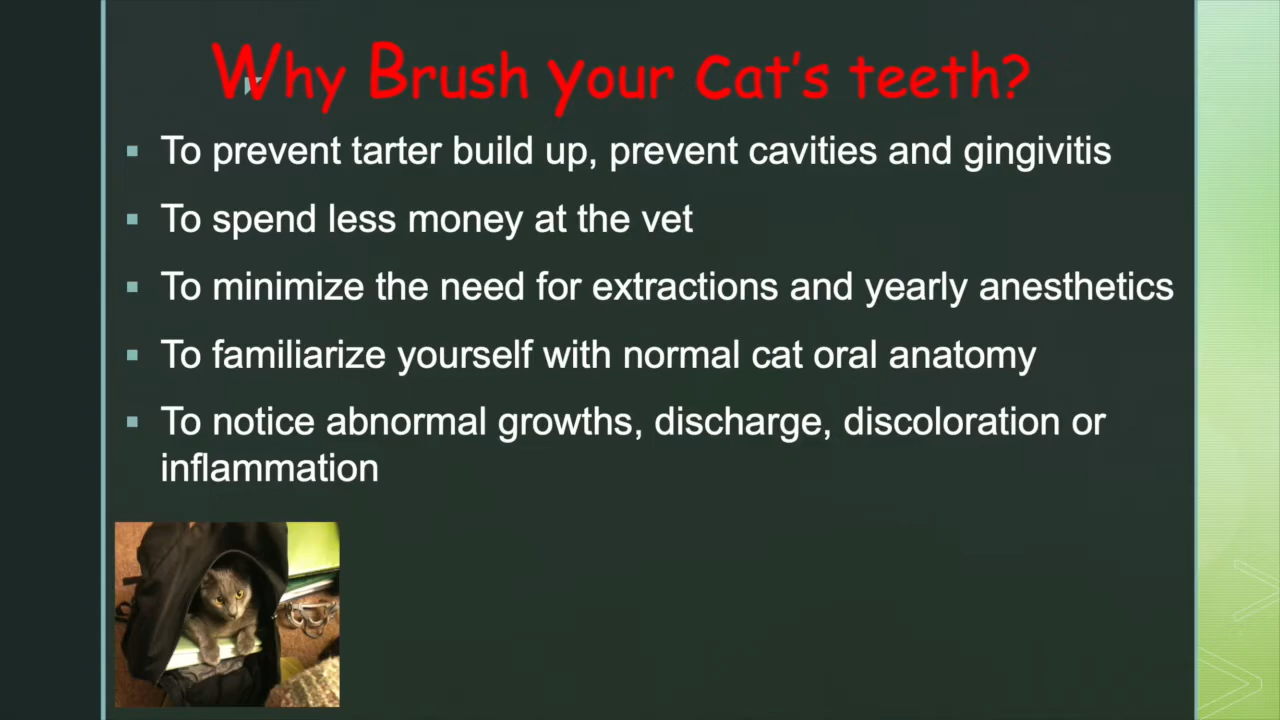 Why Brush your Cat's teeth?
▪ To prevent tarter build up, prevent cavities and gingivitis
▪ To spend less money at the vet
▪ To minimize the need for extractions and yearly anesthetics
▪ To familiarize yourself with normal cat oral anatomy
▪ To notice abnormal growths, discharge, discoloration or
inflammation